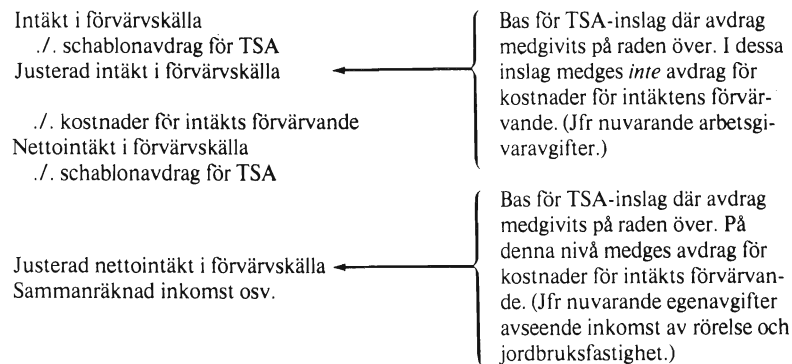 Intäkt i förvärvskälla
./. schablonavdrag för TSA
Justerad intäkt i förvärvskälla
./. kostnader för intäkts förvärvande
Nettointäkt i förvärvskälla
./. schablonavdrag för TSA
Justerad nettointäkt i förvärvskälla
Sammanräknad inkomst osv.
Bas för TSA-inslag där avdrag
medgivits på raden över. I dessa
inslag medges inte avdrag för
kostnader för intäktens förvär-
vande. (Jfr nuvarande arbetsgi-
varavgifter.)
Bas för TSA-inslag där avdrag
medgivits på raden över. På
denna nivå medges avdrag för
kostnader för intäkts förvärvan-
de. (Jfr nuvarande egenavgifter
avseende inkomst av rörelse och
jordbruksfastighet.)